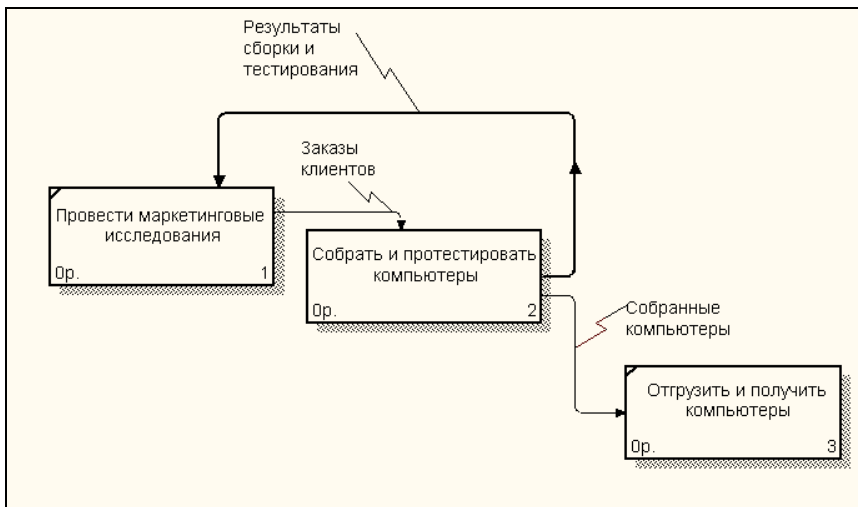 Результаты
сборки и
тестирования
Заказы
клиентов
Провести маркетинговые
исследования
0р.
1
Собрать и протестировать
компьютеры
0р.
2
Собранные
компьютеры
Отгрузить и получить
компьютеры
0р.
3